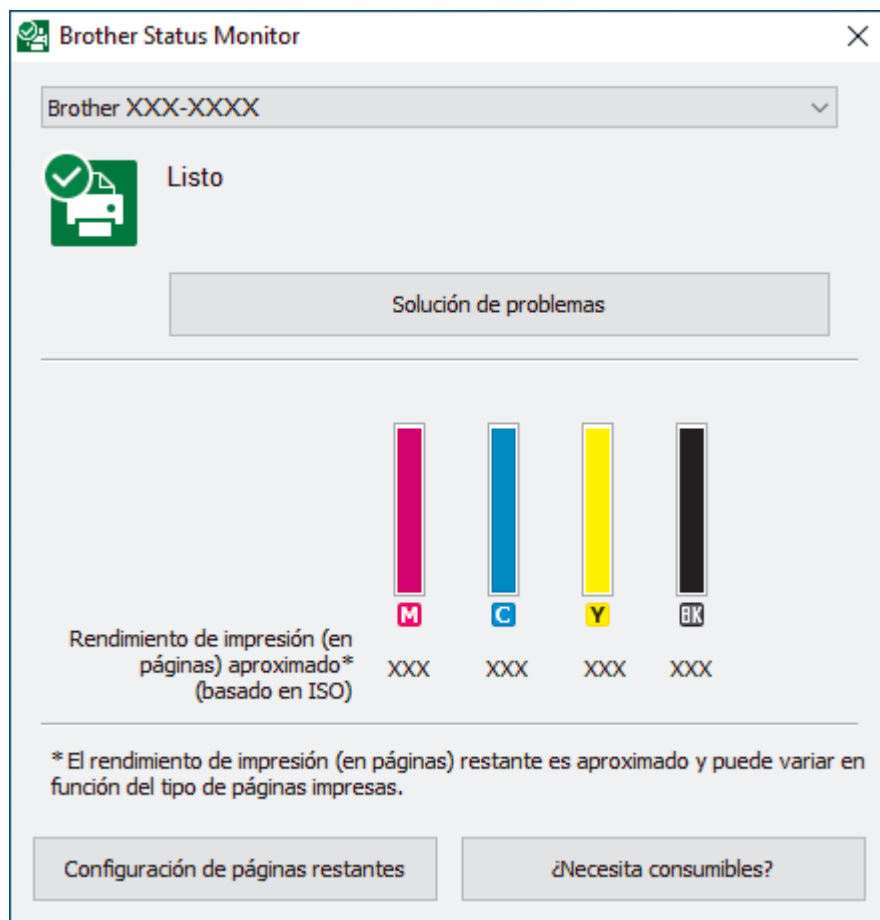 Brother Status Monitor
Brother XXX-XXXX
Listo
Solución de problemas
M C Y BK
Rendimiento de impresión (en
páginas) aproximado*
(basado en ISO)
XXX XXX XXX XXX
* El rendimiento de impresión (en páginas) restante es aproximado y puede variar en
función del tipo de páginas impresas.
Configuración de páginas restantes
¿Necesita consumibles?